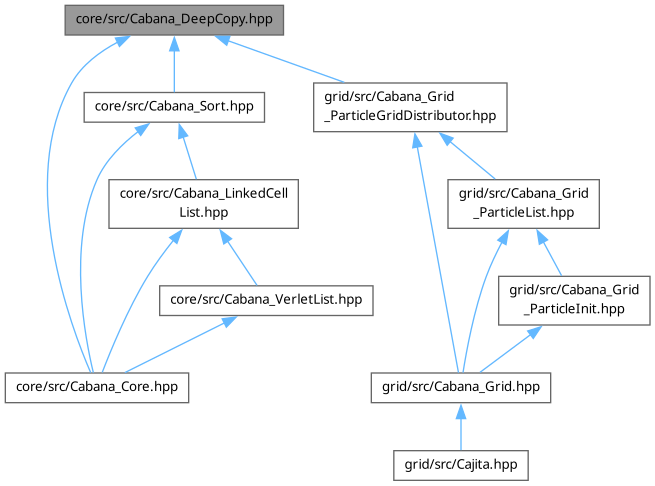 core/src/Cabana_DeepCopy.hpp
core/src/Cabana_Sort.hpp
grid/src/Cabana_Grid
_ParticleGridDistributor.hpp
core/src/Cabana_LinkedCell
List.hpp
grid/src/Cabana_Grid
_ParticleList.hpp
core/src/Cabana_VerletList.hpp
grid/src/Cabana_Grid
_ParticleInit.hpp
core/src/Cabana_Core.hpp
grid/src/Cabana_Grid.hpp
grid/src/Cajita.hpp